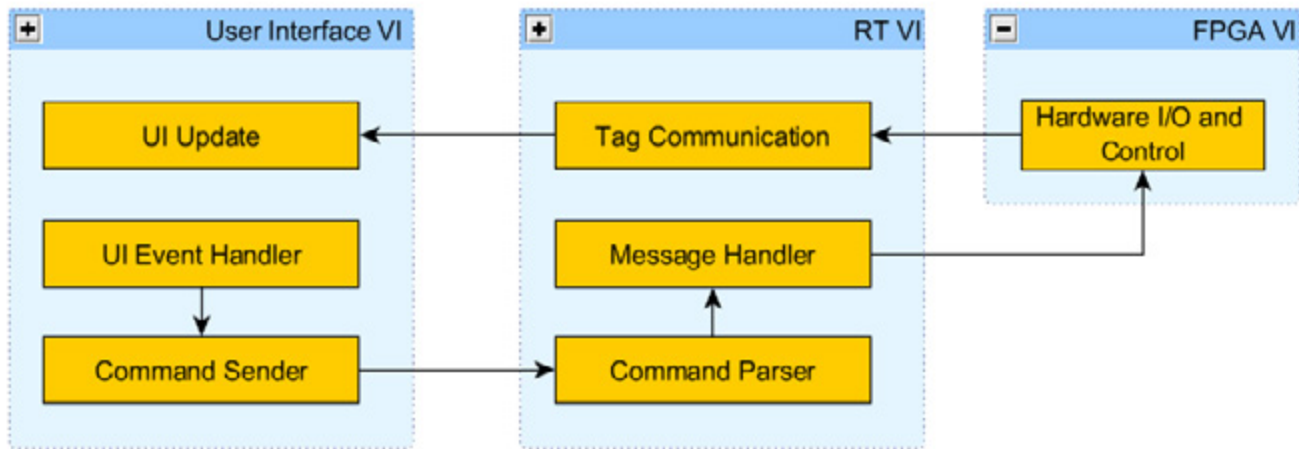 User Interface VI
UI Update
UI Event Handler
Command Sender
RT VI
Tag Communication
Message Handler
Command Parser
FPGA VI
Hardware I/O and
Control